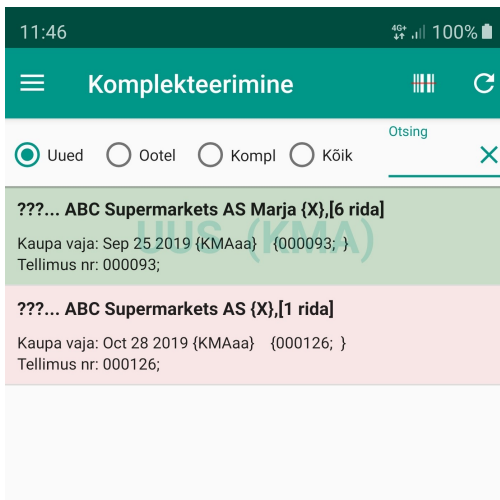 11:46 4G+ 100%
Komplekteerimine
Otsing
Uued Ootel Kompl Kõik
???... ABC Supermarkets AS Marja {X},[6 rida]
UUS (KMA)
Kaupa vaja: Sep 25 2019 {KMAaa} {000093; }
Tellimus nr: 000093;
???... ABC Supermarkets AS {X},[1 rida]
Kaupa vaja: Oct 28 2019 {KMAaa} {000126; }
Tellimus nr: 000126;